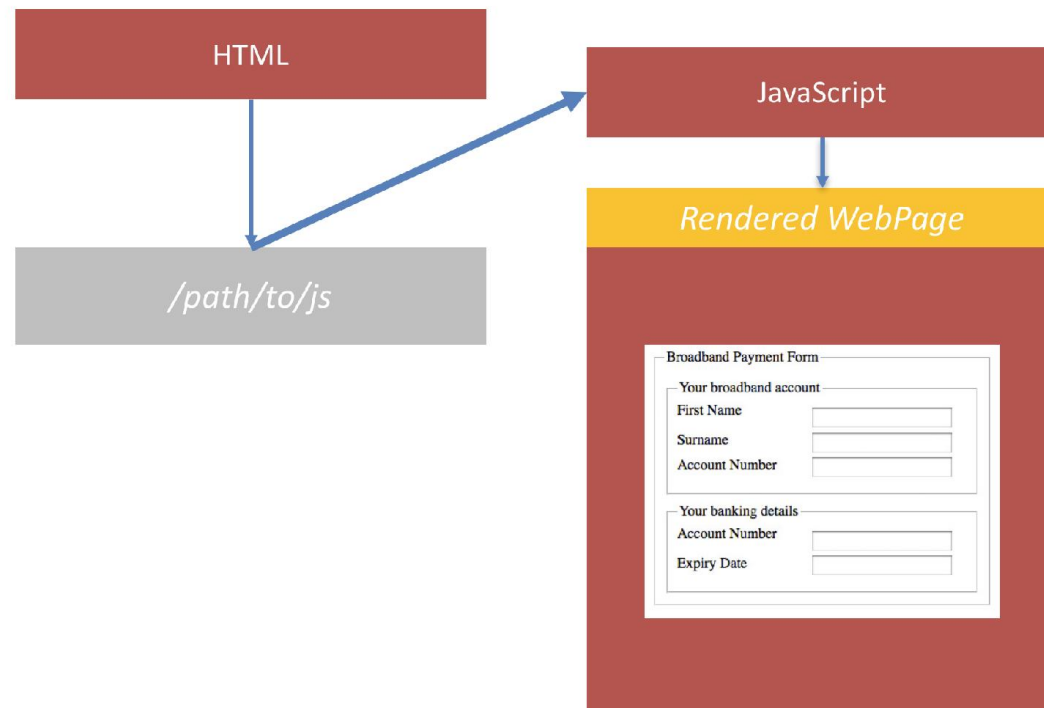 HTML
JavaScript
/path/to/js
Rendered WebPage
Broadband Payment Form
Your broadband account
First Name
Surname
Account Number
Your banking details
Account Number
Expiry Date